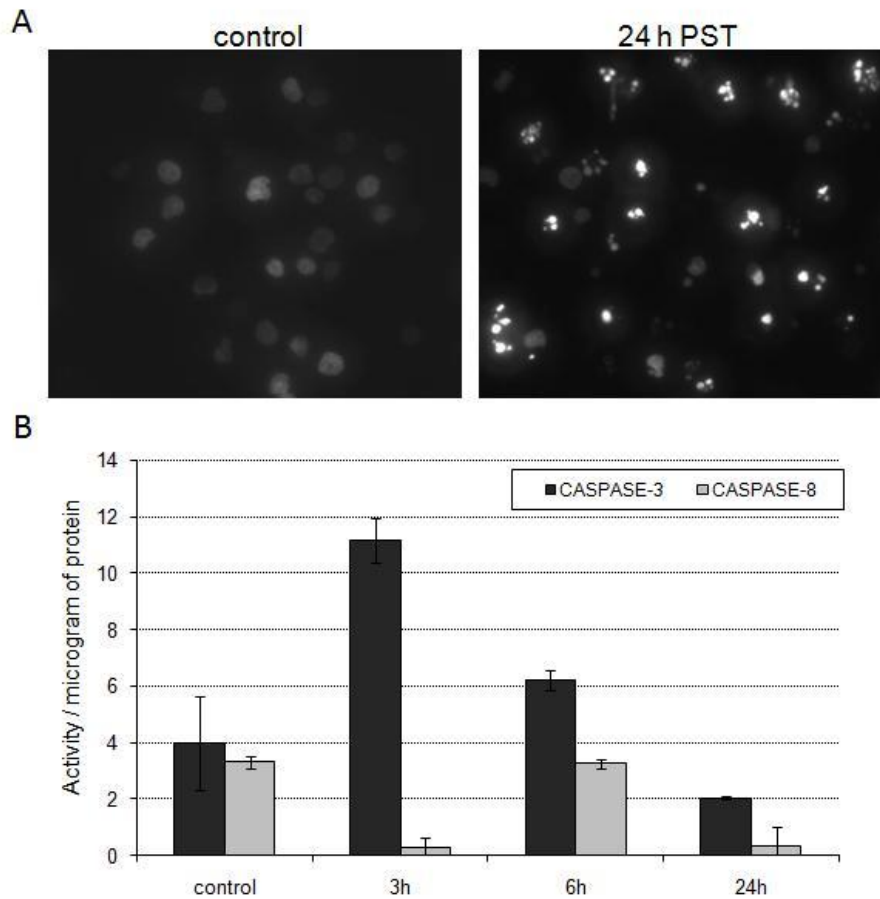 A
control 24 h PST
B
14
CASPASE-3 CASPASE-8
12
10
8
6
4
2
0
Activity / microgram of protein
control 3h 6h 24h